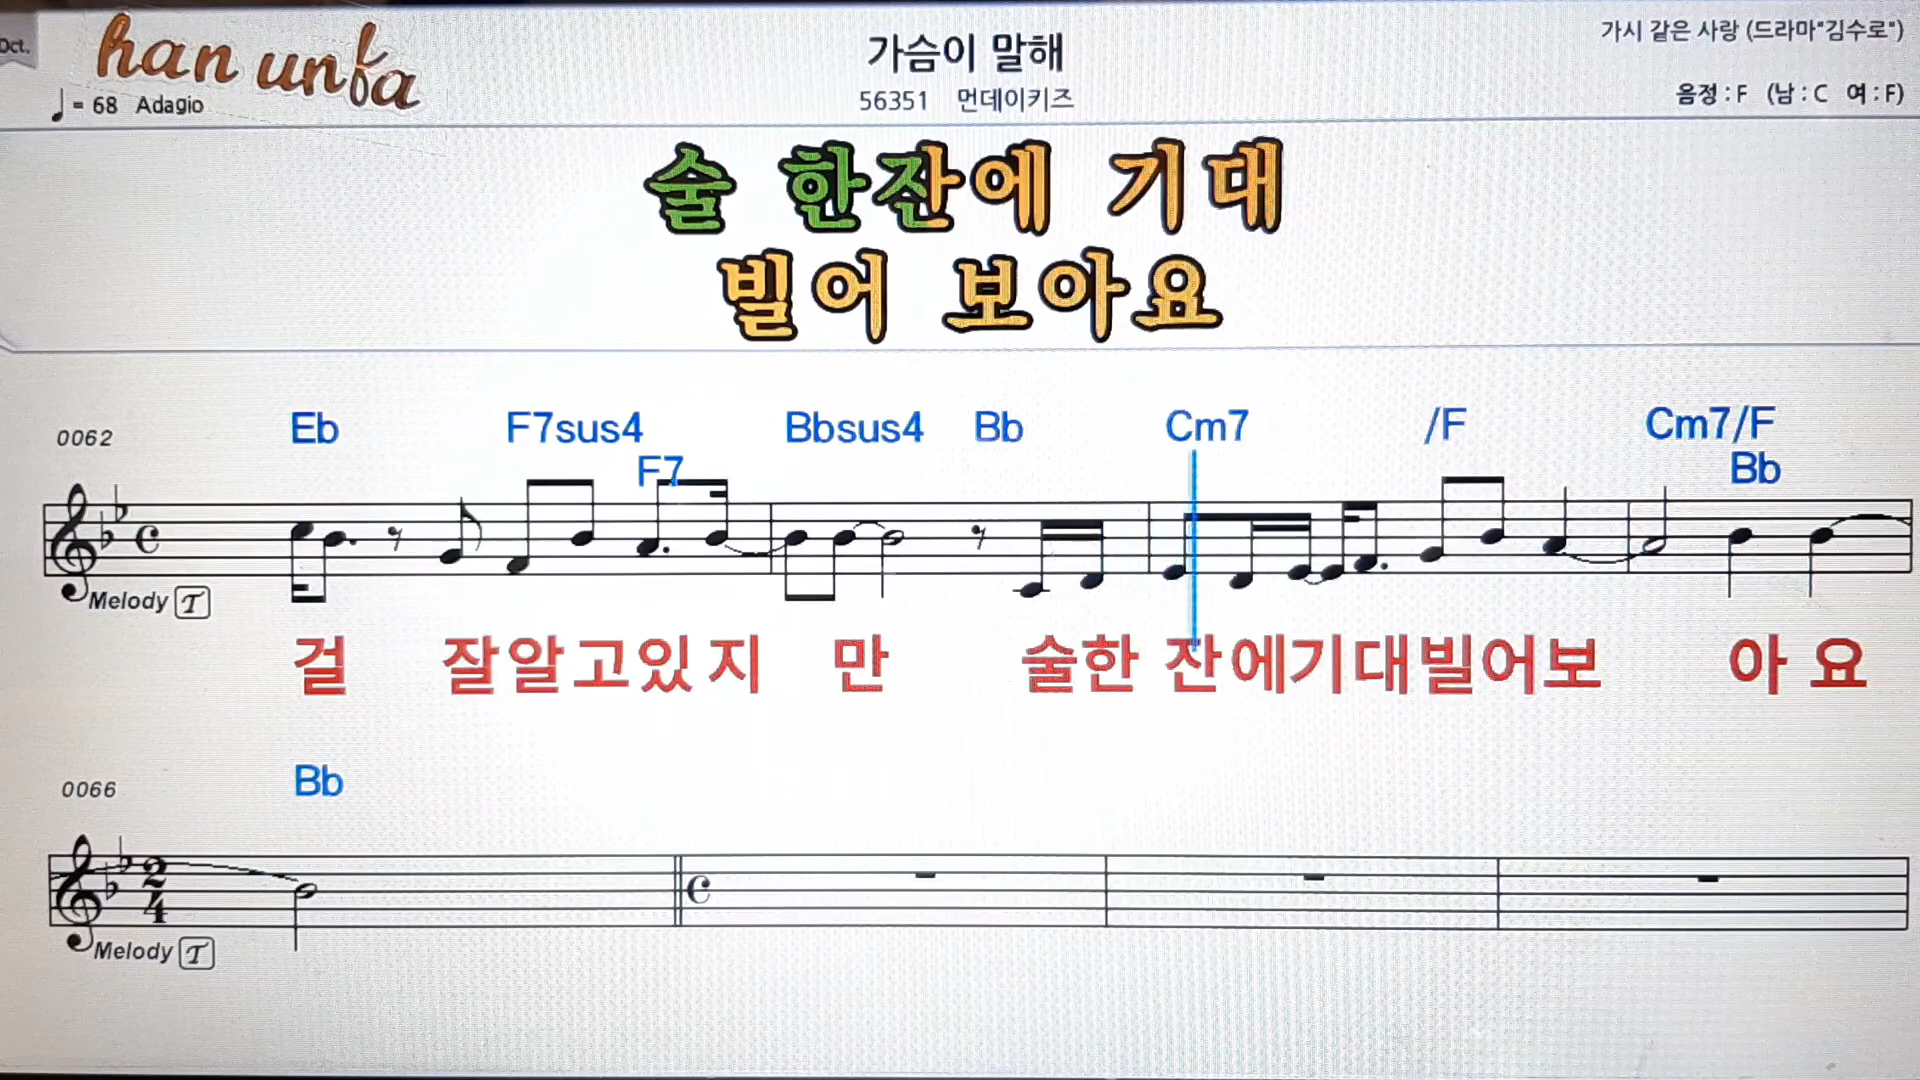 Oct.
han unfa
가슴이 말해
가시 같은 사랑 (드라마"김수로")
= 68 Adagio
56351 먼데이키즈
음정 : F (남 : C 여 : F)
술 한잔에 기대
빌어 보아요
0062
Eb F7sus4 Bbsus4 Bb Cm7 /F Cm7/F
F7 Bb
Melody T
걸 잘알고있지 만 술한 잔에기대빌어보 아 요
0066
Bb
2
4
Melody T